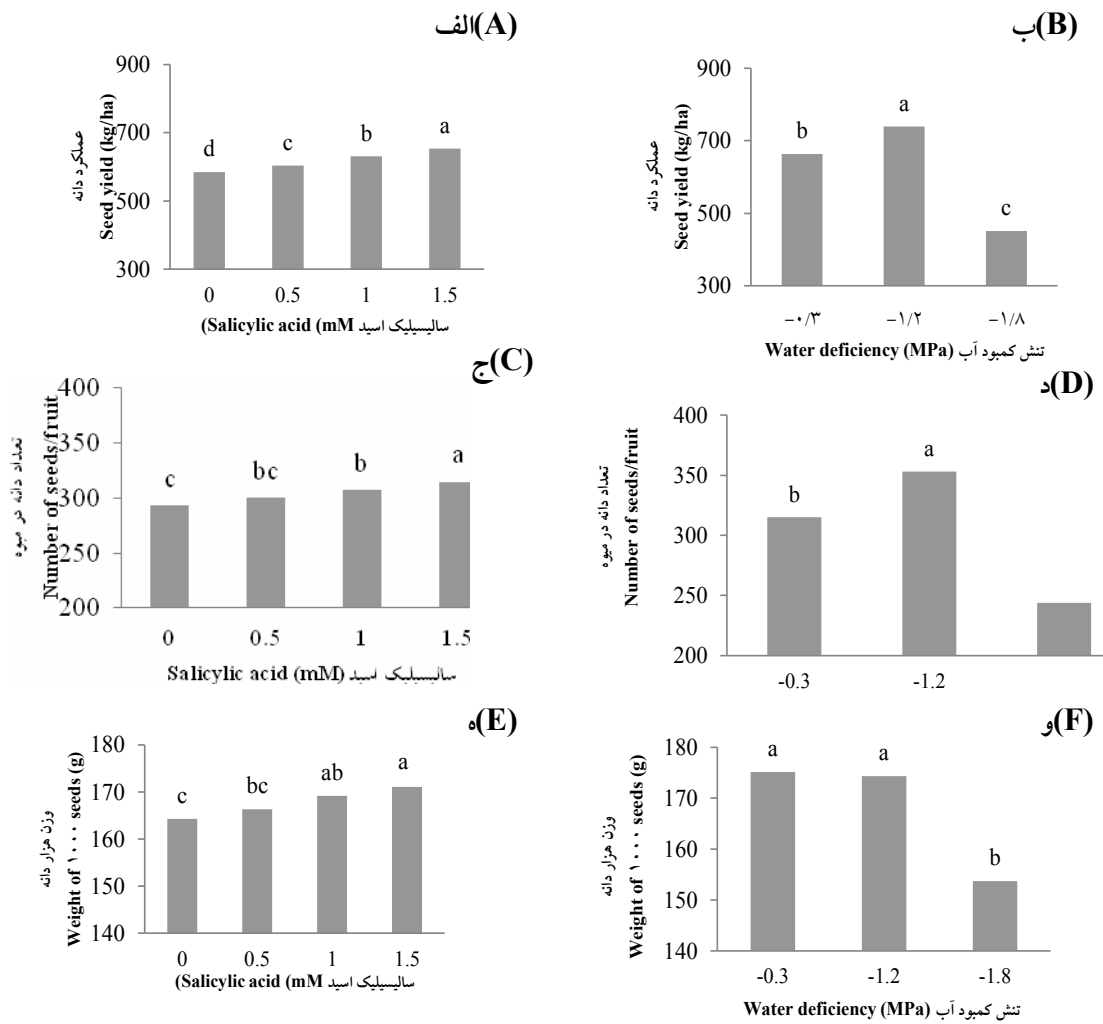 الف(A)
900
700
500
300
عملکرد دانه
Seed yield (kg/ha)
d
c
b
a
0 0.5 1 1.5
(Salicylic acid (mM سالیسیلیک اسید
ب(B)
900
700
500
300
عملکرد دانه
Seed yield (kg/ha)
b
a
c
−۰/۳ −۱/۲ −۱/۸
Water deficiency (MPa) تنش کمبود آب
ج(C)
400
350
300
250
200
تعداد دانه در میوه
Number of seeds/fruit
c
bc
b
a
0 0.5 1 1.5
Salicylic acid (mM) سالیسیلیک اسید
د(D)
400
350
300
250
200
تعداد دانه در میوه
Number of seeds/fruit
b
a
-0.3 -1.2
ه(E)
180
170
160
150
140
وزن هزار دانه
Weight of ۱۰۰۰ seeds (g)
c
bc
ab
a
0 0.5 1 1.5
(Salicylic acid (mM سالیسیلیک اسید
و(F)
180
170
160
150
140
وزن هزار دانه
Weight of ۱۰۰۰ seeds (g)
a
a
b
-0.3 -1.2 -1.8
Water deficiency (MPa) تنش کمبود آب